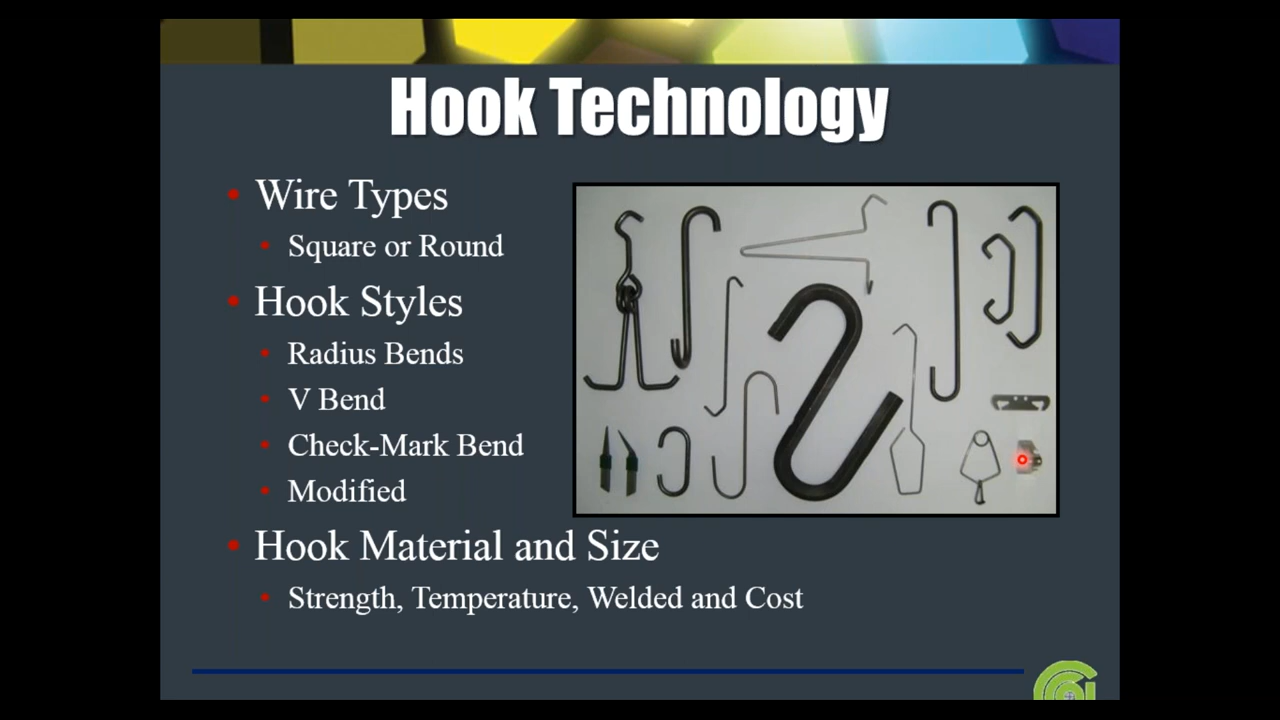 Hook Technology
Wire Types
Square or Round
Hook Styles
Radius Bends
V Bend
Check-Mark Bend
Modified
Hook Material and Size
Strength, Temperature, Welded and Cost